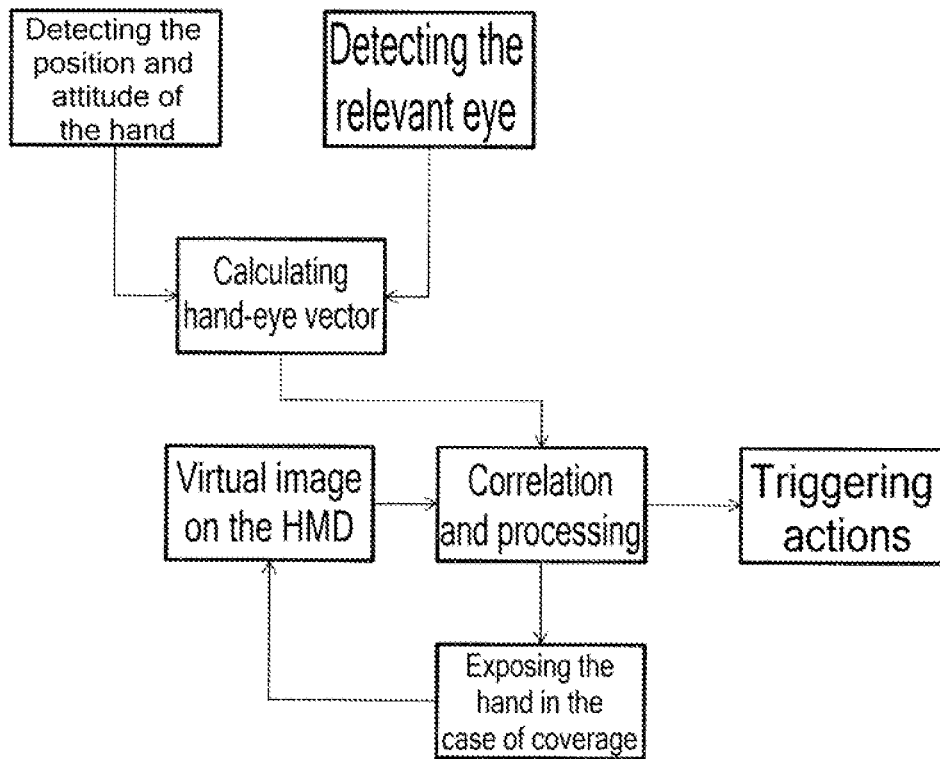 Detecting the
position and
attitude of
the hand
Detecting the
relevant eye
Calculating
hand-eye vector
Virtual image
on the HMD
Correlation
and processing
Triggering
actions
Exposing the
hand in the
case of coverage